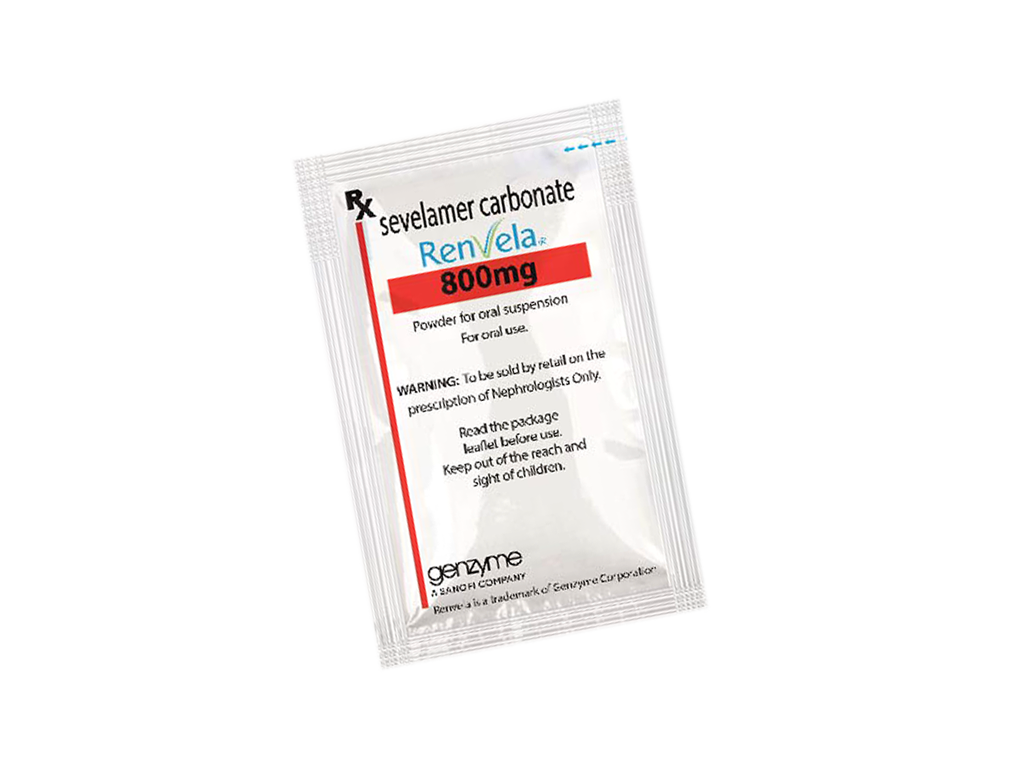 Rx sevelamer carbonate
Renvela®
800mg
Powder for oral suspension
For oral use.
WARNING: To be sold by retail on the
prescription of Nephrologists Only.
Read the package
leaflet before use.
Keep out of the reach and
sight of children.
genzyme
A SANOFI COMPANY
Renvela is a trademark of Genzyme Corporation